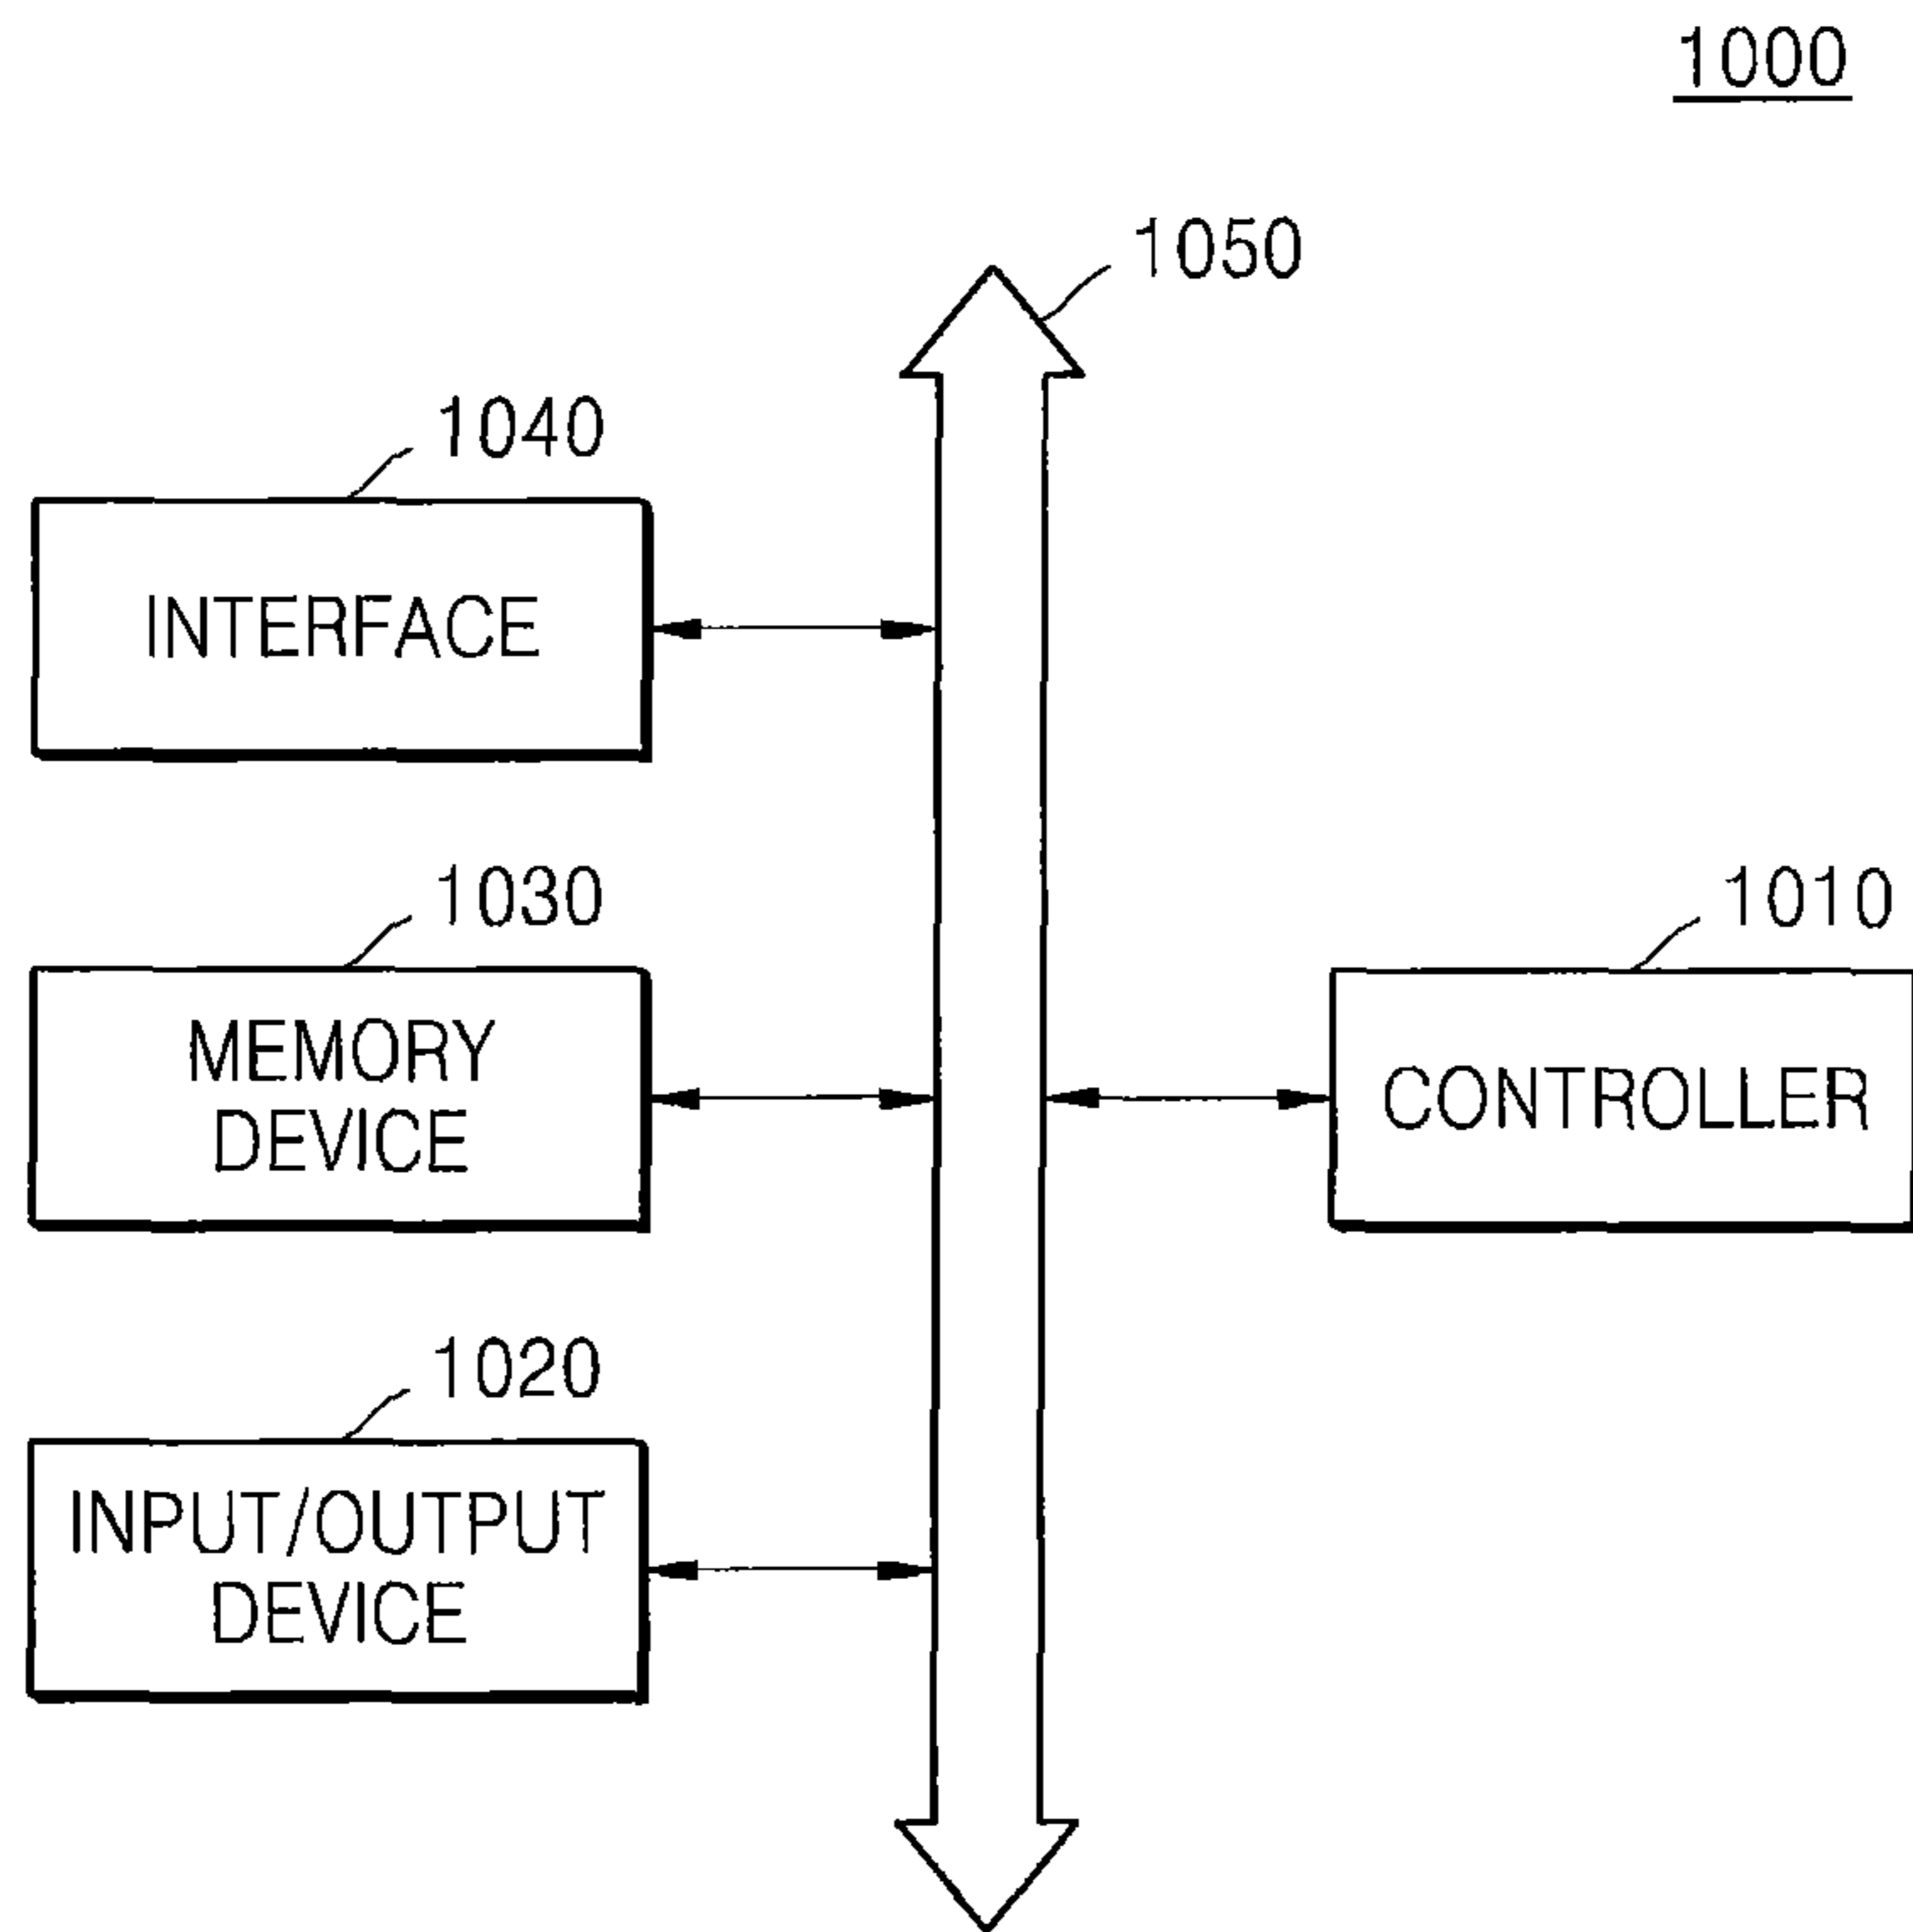 1000
1050
1040
INTERFACE
1030
MEMORY
DEVICE
1010
CONTROLLER
1020
INPUT/OUTPUT
DEVICE